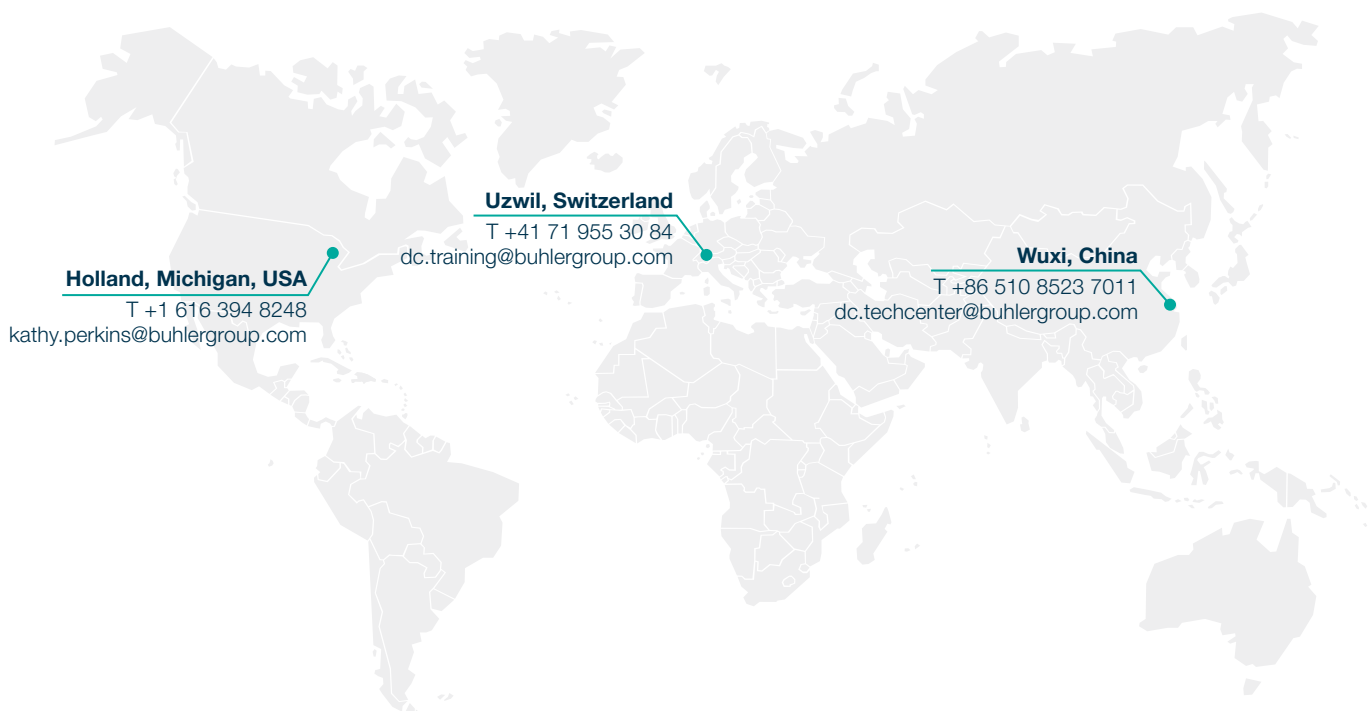 Uzwil, Switzerland
T +41 71 955 30 84
dc.training@buhlergroup.com
Holland, Michigan, USA
T +1 616 394 8248
kathy.perkins@buhlergroup.com
Wuxi, China
T +86 510 8523 7011
dc.techcenter@buhlergroup.com